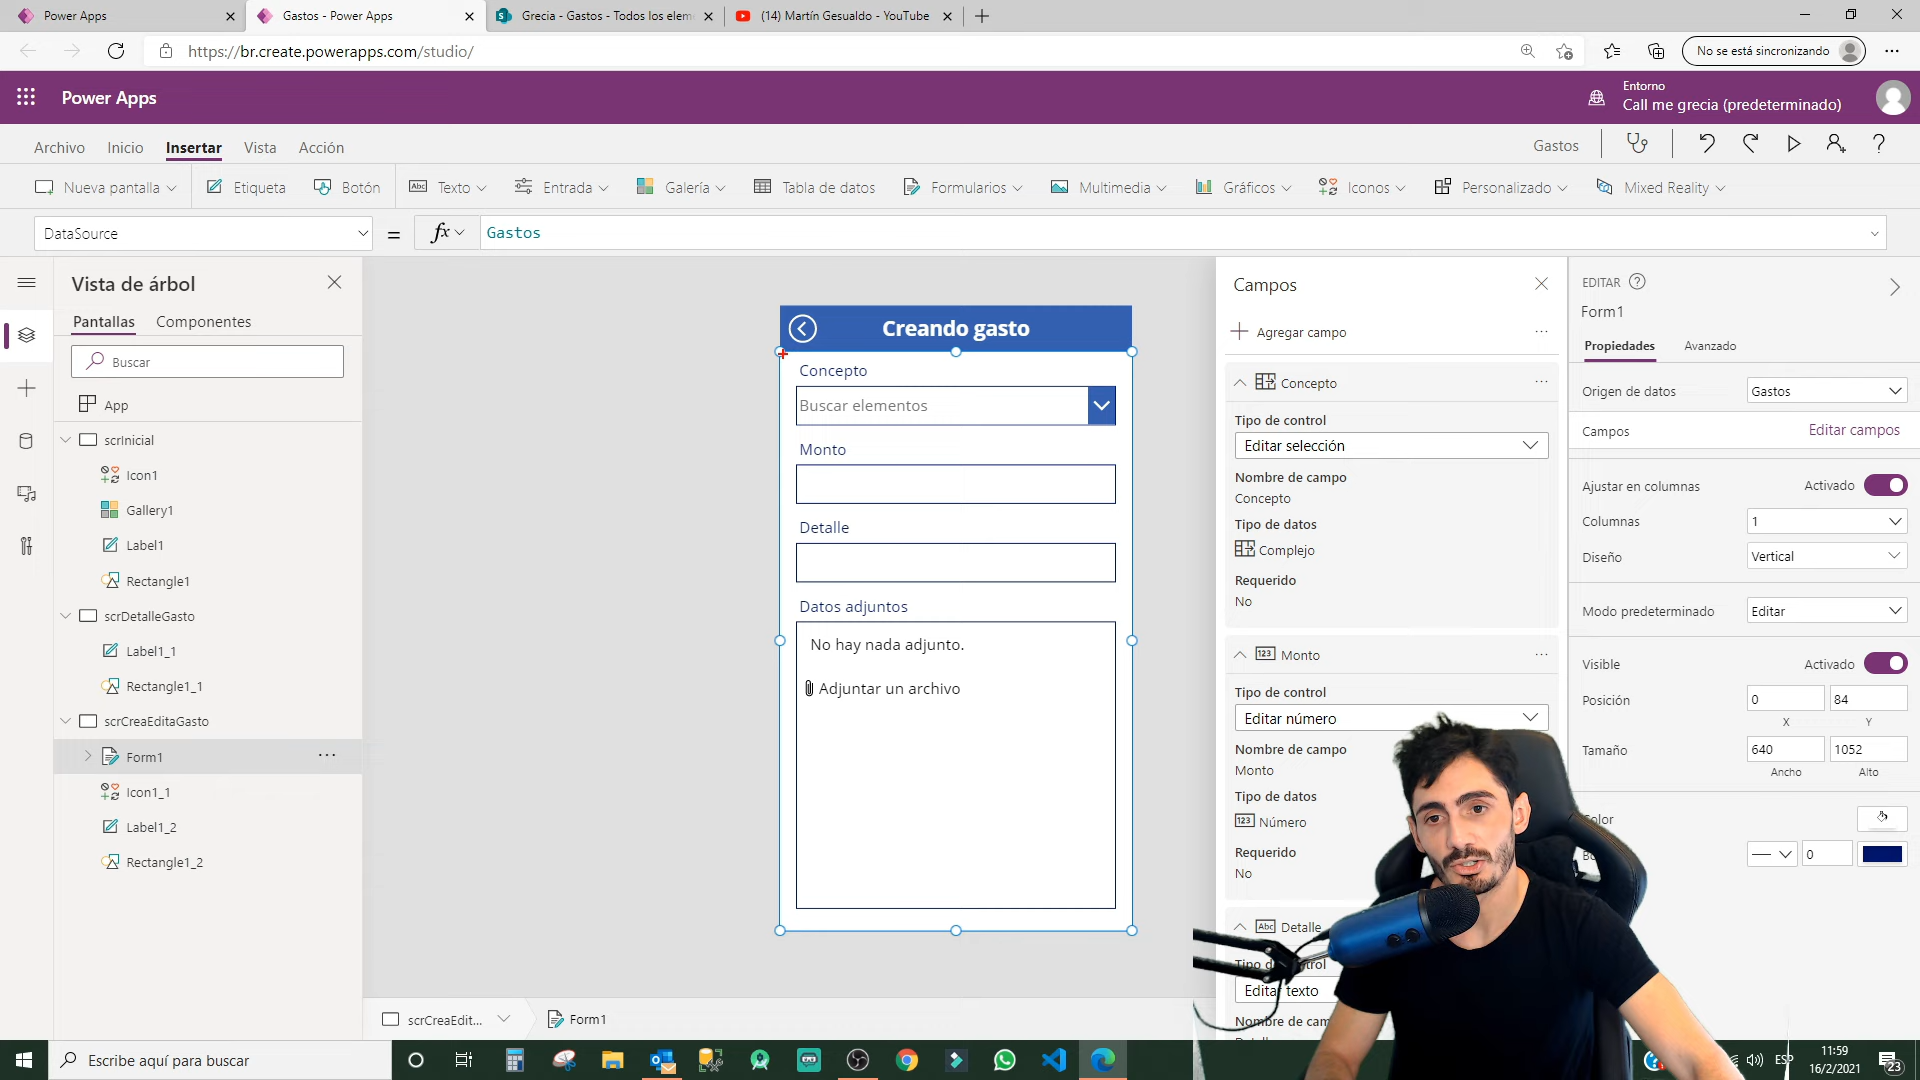 Power Apps
Gastos - Power Apps
Grecia - Gastos - Todos los elem
(14) Martín Gesualdo - YouTube
https://br.create.powerapps.com/studio/
No se está sincronizando
Power Apps
Entorno
Call me grecia (predeterminado)
Archivo
Inicio
Insertar
Vista
Acción
Gastos
Nueva pantalla
Etiqueta
Botón
Texto
Entrada
Galería
Tabla de datos
Formularios
Multimedia
Gráficos
Iconos
Personalizado
Mixed Reality
DataSource
=
fx
Gastos
Vista de árbol
Pantallas
Componentes
Buscar
App
scrInicial
Icon1
Gallery1
Label1
Rectangle1
scrDetalleGasto
Label1_1
Rectangle1_1
scrCreaEditaGasto
Form1
Icon1_1
Label1_2
Rectangle1_2
Creando gasto
Concepto
Buscar elementos
Monto
Detalle
Datos adjuntos
No hay nada adjunto.
Adjuntar un archivo
scrCreaEdit...
Form1
Campos
Agregar campo
Concepto
Tipo de control
Editar selección
Nombre de campo
Concepto
Tipo de datos
Complejo
Requerido
No
123 Monto
Tipo de control
Editar número
Nombre de campo
Monto
Tipo de datos
123 Número
Requerido
No
Abc Detalle
Editar texto
EDITAR
Form1
Propiedades
Avanzado
Origen de datos
Gastos
Campos
Editar campos
Ajustar en columnas
Activado
Columnas
1
Diseño
Vertical
Modo predeterminado
Editar
Visible
Activado
Posición
0
84
X
Y
Tamaño
640
1052
Ancho
Alto
0
Escribe aquí para buscar
ESP
11:59
16/2/2021
23